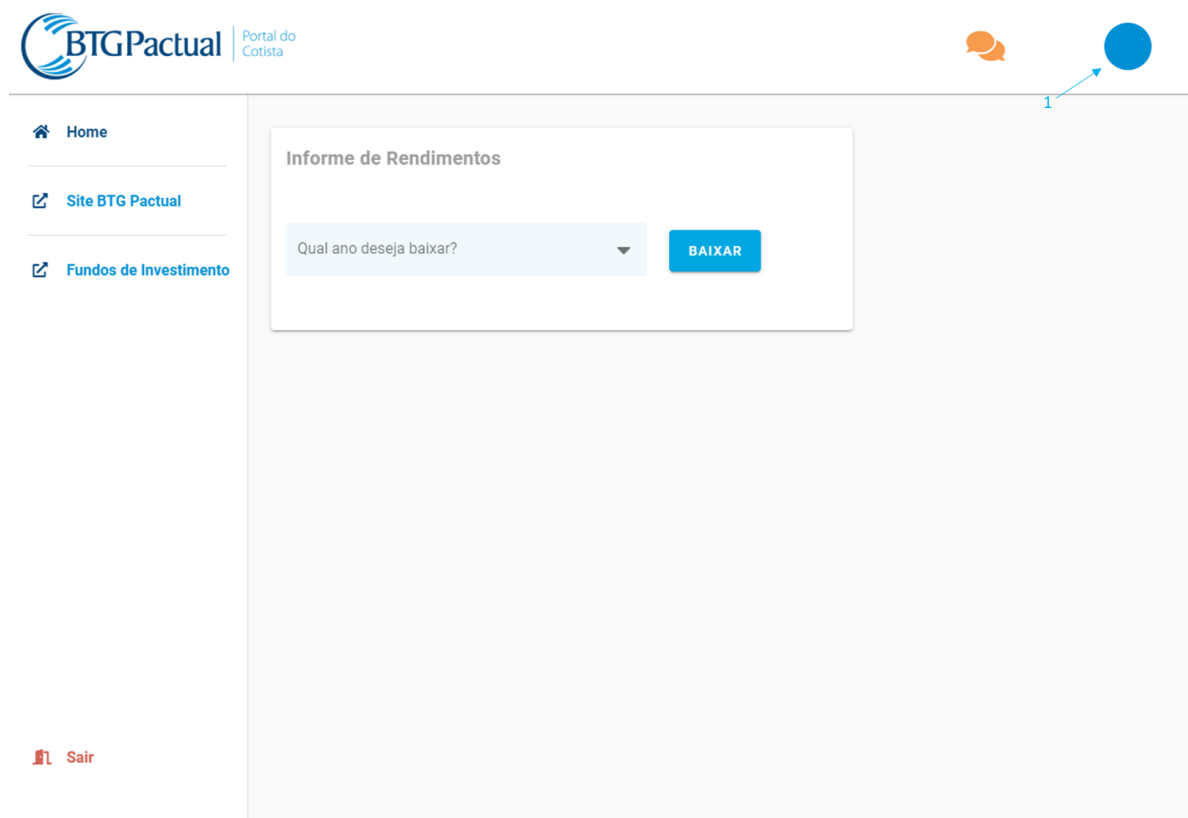 BTGPactual
Portal do
Cotista
1
Home
Site BTG Pactual
Fundos de Investimento
Informe de Rendimentos
Qual ano deseja baixar?
BAIXAR
Sair